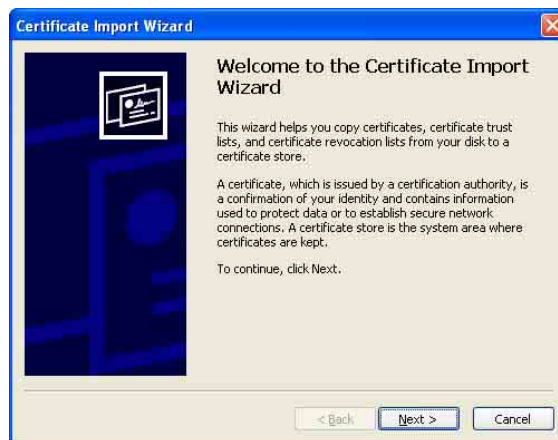 Certificate Import Wizard
Welcome to the Certificate Import
Wizard
This wizard helps you copy certificates, certificate trust
lists, and certificate revocation lists from your disk to a
certificate store.
A certificate, which is issued by a certification authority, is
a confirmation of your identity and contains information
used to protect data or to establish secure network
connections. A certificate store is the system area where
certificates are kept.
To continue, click Next.
< Back Next > Cancel